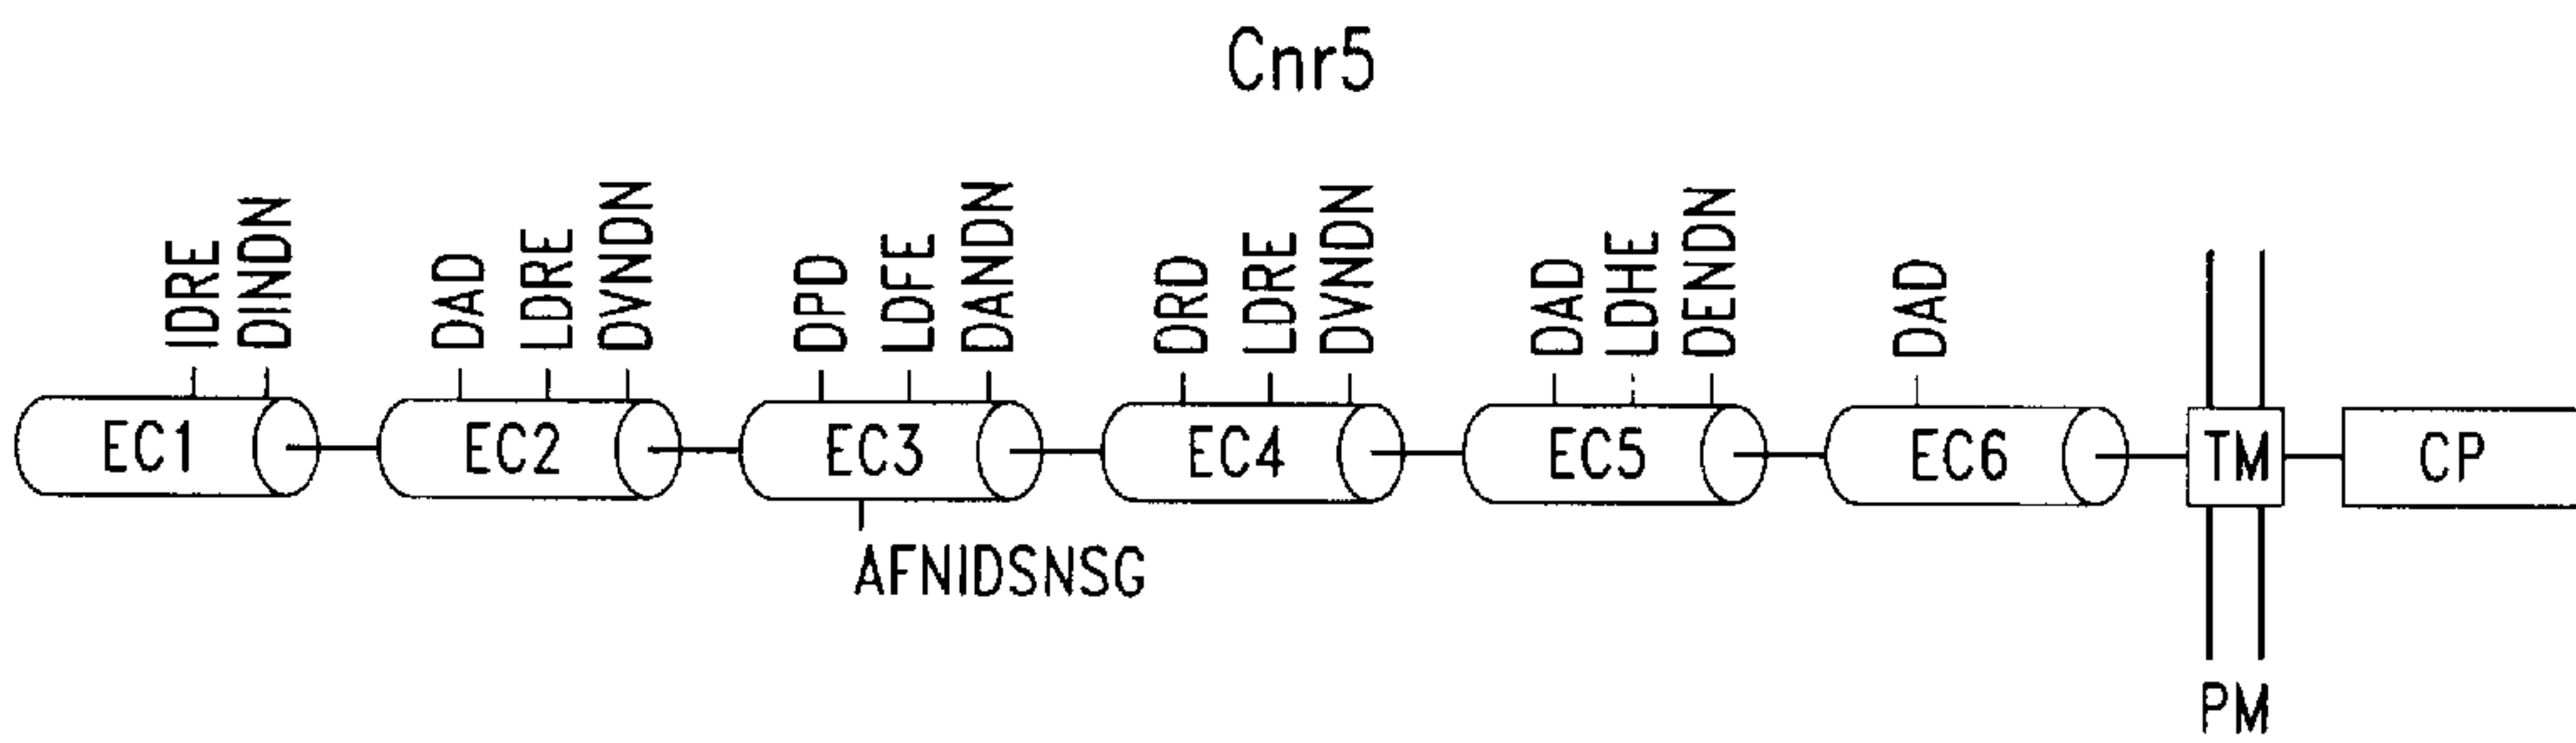 Cnr5
IDRE
DINDN
DAD
LDRE
DVNDN
DPD
LDFE
DANDN
DRD
LDRE
DVNDN
DAD
LDHE
DENDN
DAD
EC1
EC2
EC3
EC4
EC5
EC6
TM
CP
AFNIDSNSG
PM